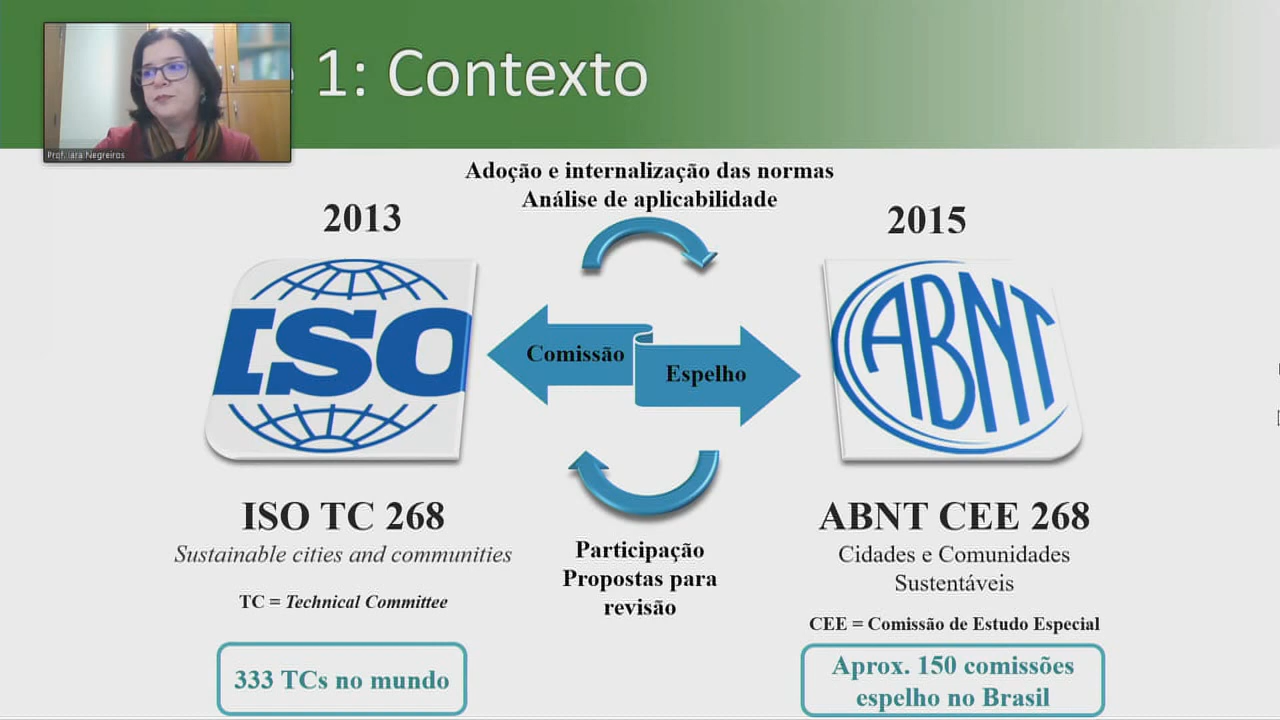 1: Contexto
Prof. Iara Negreiros
Adoção e internalização das normas
Análise de aplicabilidade
2013
2015
ISO
Comissão
Espelho
ABNT
ISO TC 268
Sustainable cities and communities
TC = Technical Committee
333 TCs no mundo
Participação
Propostas para
revisão
ABNT CEE 268
Cidades e Comunidades
Sustentáveis
CEE = Comissão de Estudo Especial
Aprox. 150 comissões
espelho no Brasil